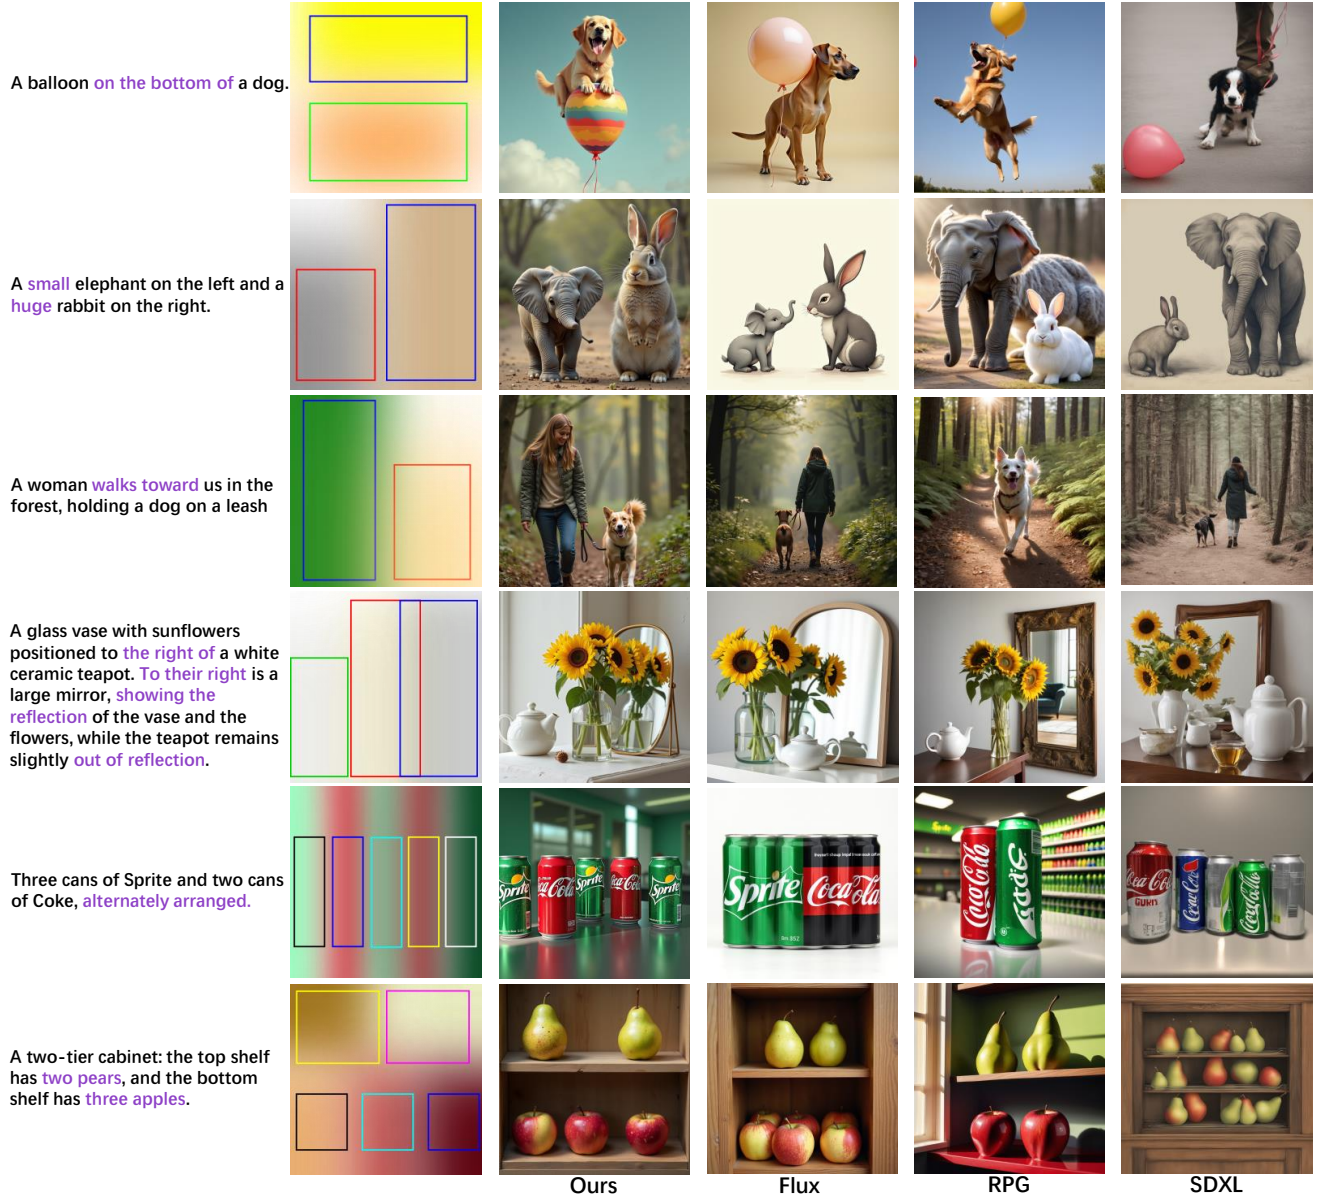 A balloon on the bottom of a dog.
A small elephant on the left and a
huge rabbit on the right.
A woman walks toward us in the
forest, holding a dog on a leash
A glass vase with sunflowers
positioned to the right of a white
ceramic teapot. To their right is a
large mirror, showing the
reflection of the vase and the
flowers, while the teapot remains
slightly out of reflection.
Three cans of Sprite and two cans
of Coke, alternately arranged.
Sprite
Coca-Cola
Sprite
Coca-Cola
Sprite
Sprite
Coca-Cola
A two-tier cabinet: the top shelf
has two pears, and the bottom
shelf has three apples.
Ours
Flux
RPG
SDXL